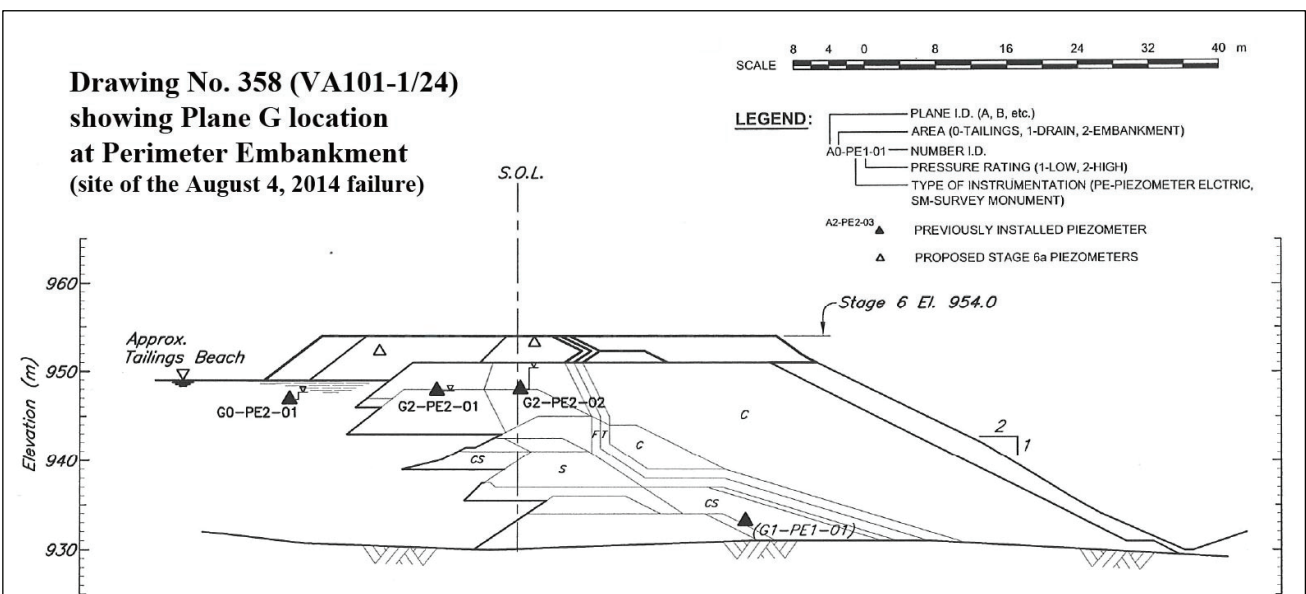 Drawing No. 358 (VA101-1/24)
showing Plane G location
at Perimeter Embankment
(site of the August 4, 2014 failure)
SCALE
8 4 0 8 16 24 32 40 m
LEGEND:
PLANE I.D. (A, B, etc.)
AREA (0-TAILINGS, 1-DRAIN, 2-EMBANKMENT)
A0-PE1-01
NUMBER I.D.
PRESSURE RATING (1-LOW, 2-HIGH)
TYPE OF INSTRUMENTATION (PE-PIEZOMETER ELCTRIC,
SM-SURVEY MONUMENT)
A2-PE2-03
PREVIOUSLY INSTALLED PIEZOMETER
PROPOSED STAGE 6a PIEZOMETERS
S.O.L.
Stage 6 El. 954.0
Approx.
Tailings Beach
Elevation (m)
960
950
940
930
G0-PE2-01
G2-PE2-01
G2-PE2-02
C
F T
C
CS
S
CS
(G1-PE1-01)
2
1